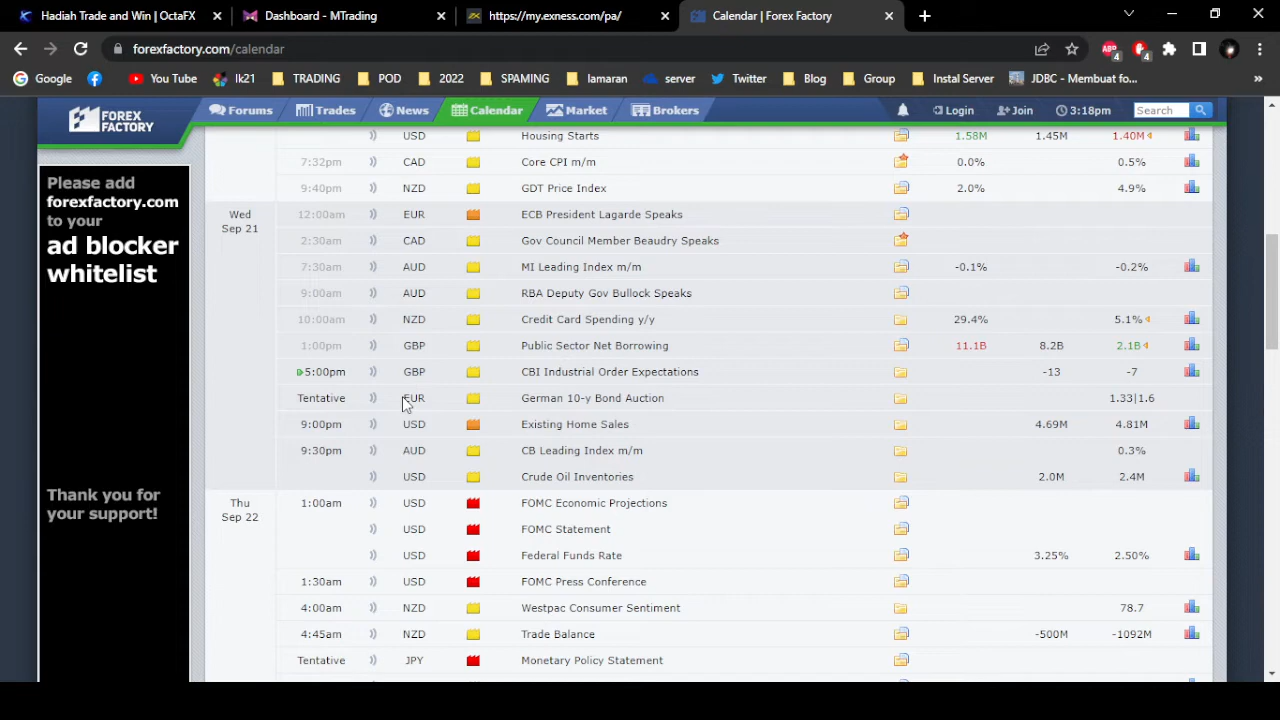 Hadiah Trade and Win | OctaFX
Dashboard - MTrading
https://my.exness.com/pa/
Calendar | Forex Factory
forexfactory.com/calendar
ABP 4
4
Google
You Tube
lk21
TRADING
POD
2022
SPAMING
lamaran
server
Twitter
Blog
Group
Instal Server
JDBC - Membuat fo...
FOREX FACTORY
Forums
Trades
News
Calendar
Market
Brokers
Login
Join
3:18pm
Search
Please add
forexfactory.com
to your
ad blocker
whitelist
Thank you for
your support!
USD Housing Starts 1.58M 1.45M 1.40M
7:32pm CAD Core CPI m/m 0.0% 0.5%
9:40pm NZD GDT Price Index 2.0% 4.9%
Wed Sep 21 12:00am EUR ECB President Lagarde Speaks
2:30am CAD Gov Council Member Beaudry Speaks
7:30am AUD MI Leading Index m/m -0.1% -0.2%
9:00am AUD RBA Deputy Gov Bullock Speaks
10:00am NZD Credit Card Spending y/y 29.4% 5.1%
1:00pm GBP Public Sector Net Borrowing 11.1B 8.2B 2.1B
5:00pm GBP CBI Industrial Order Expectations -13 -7
Tentative EUR German 10-y Bond Auction 1.33|1.6
9:00pm USD Existing Home Sales 4.69M 4.81M
9:30pm AUD CB Leading Index m/m 0.3%
USD Crude Oil Inventories 2.0M 2.4M
Thu Sep 22 1:00am USD FOMC Economic Projections
USD FOMC Statement
USD Federal Funds Rate 3.25% 2.50%
1:30am USD FOMC Press Conference
4:00am NZD Westpac Consumer Sentiment 78.7
4:45am NZD Trade Balance -500M -1092M
Tentative JPY Monetary Policy Statement